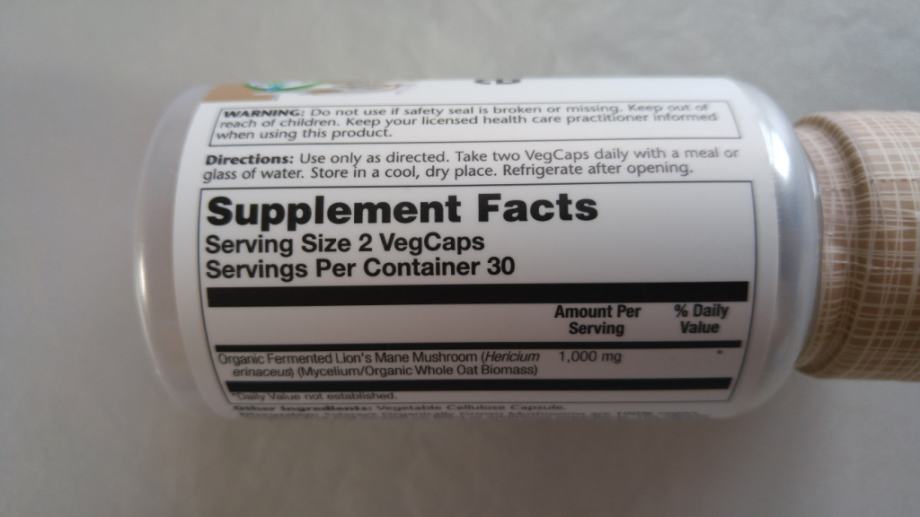 WARNING: Do not use if safety seal is broken or missing. Keep out of
reach of children. Keep your licensed health care practitioner informed
when using this product.
Directions: Use only as directed. Take two VegCaps daily with a meal or
glass of water. Store in a cool, dry place. Refrigerate after opening.
Supplement Facts
Serving Size 2 VegCaps
Servings Per Container 30
Amount Per % Daily
Serving Value
Organic Fermented Lion's Mane Mushroom (Hericium 1,000 mg *
erinaceus) (Mycelium/Organic Whole Oat Biomass)
*Daily Value not established.
Other Ingredients: Vegetable Cellulose Capsule.